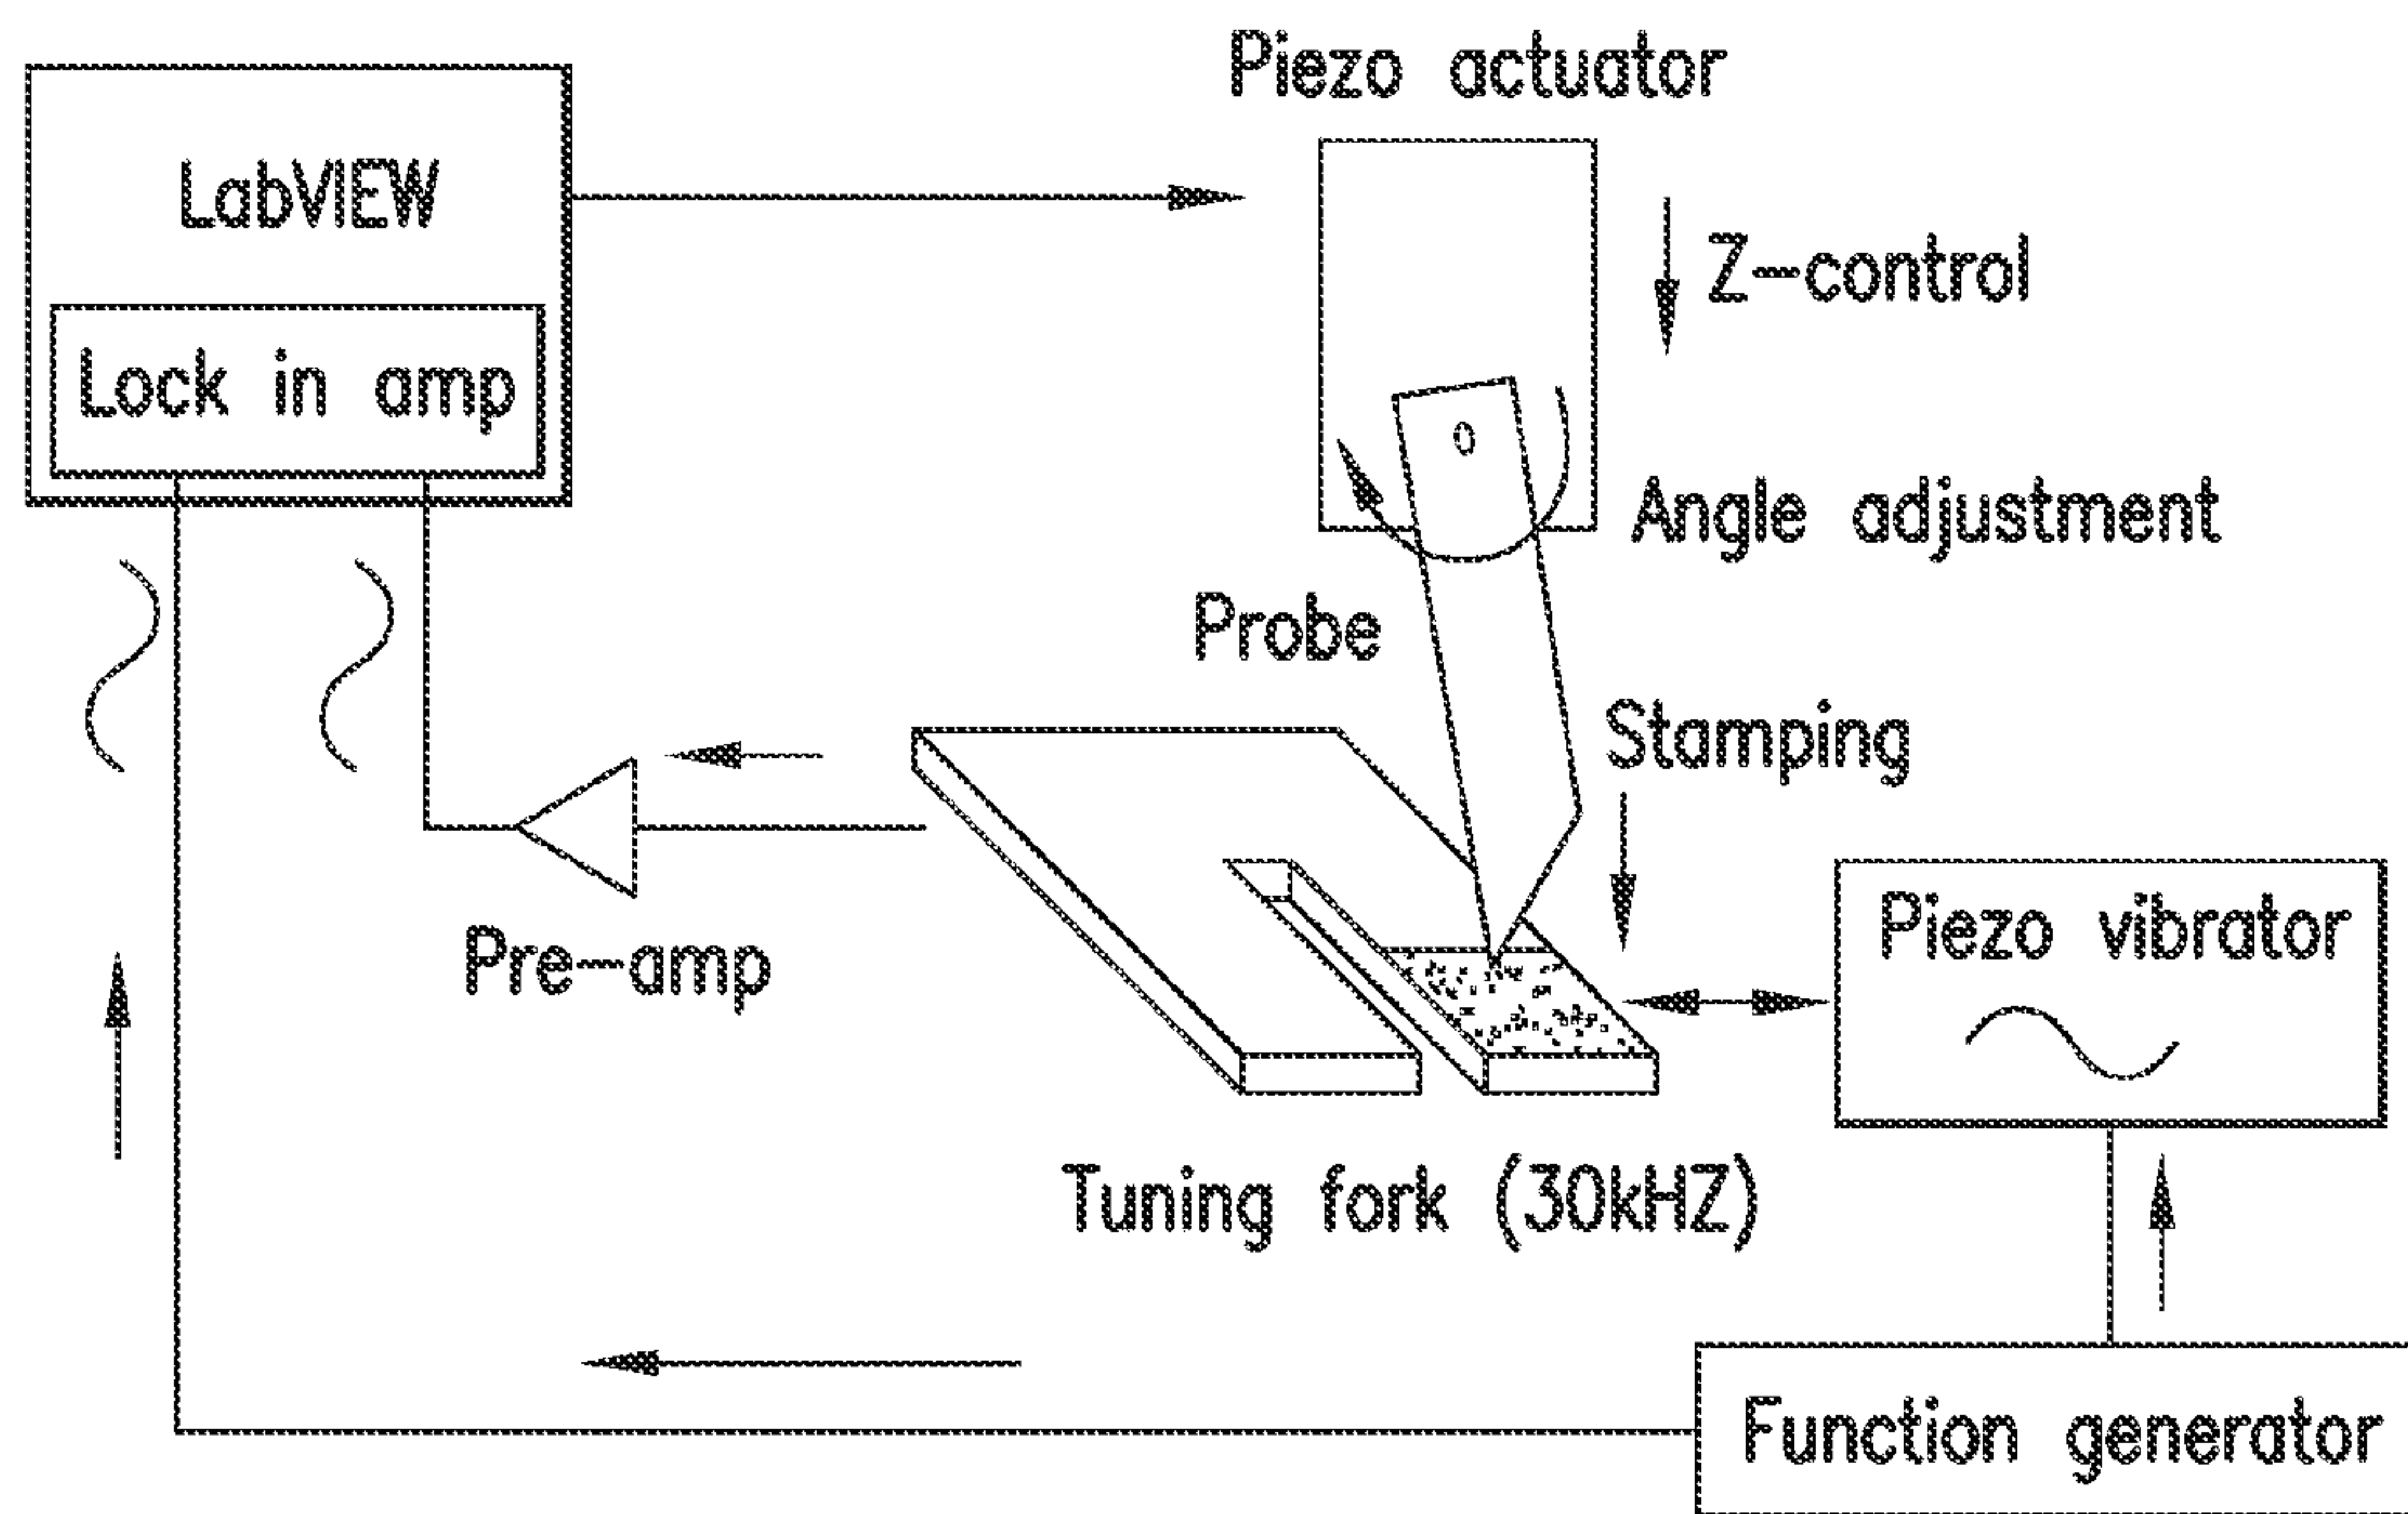 Piezo actuator
LabVIEW
Z-control
Lock in amp
Angle adjustment
Probe
Stamping
Pre-amp
Piezo vibrator
Tuning fork (30kHZ)
Function generator